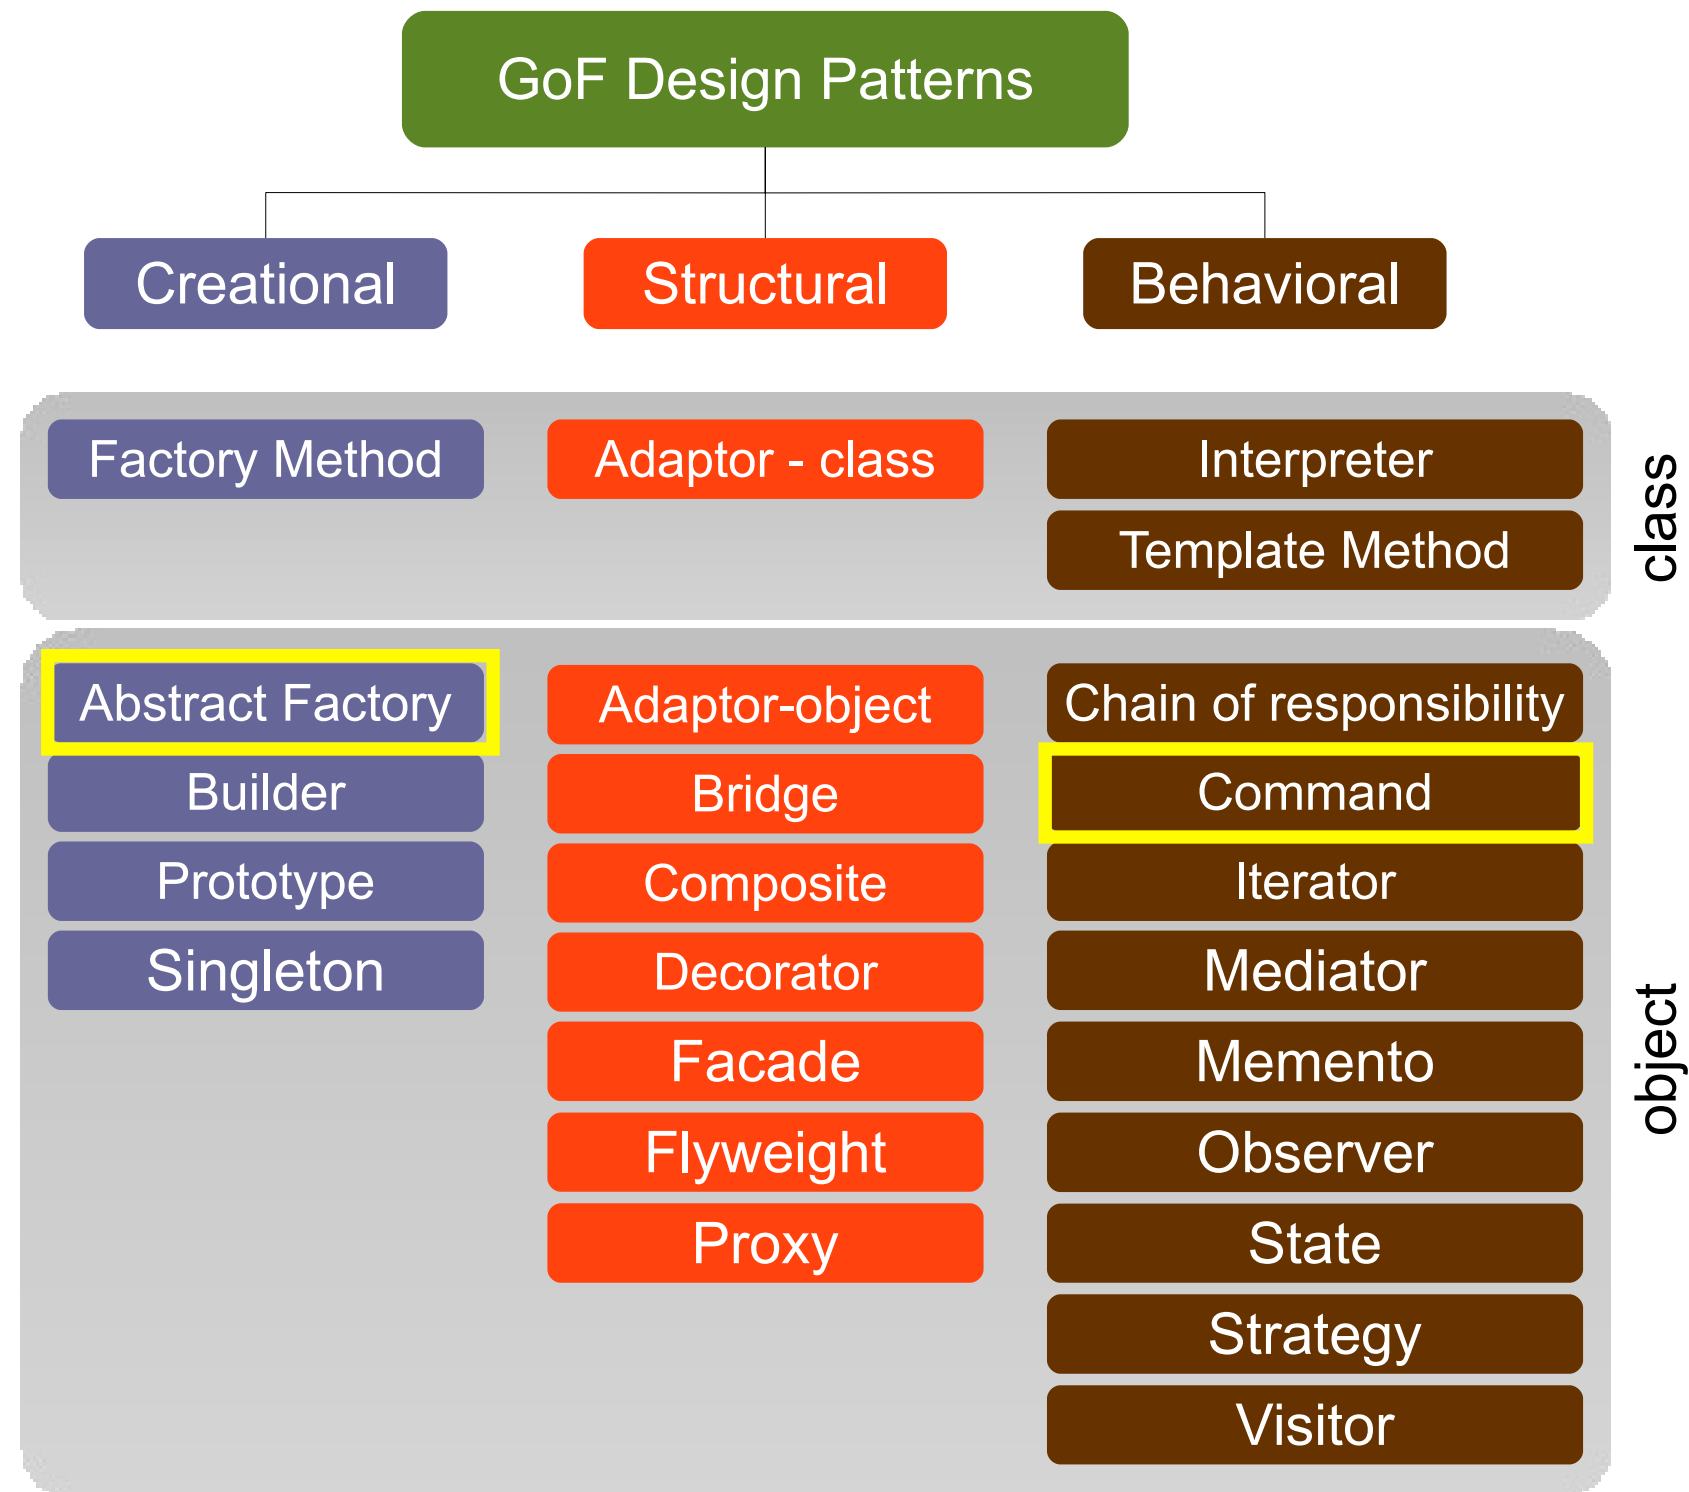 GoF Design Patterns
Creational
Structural
Behavioral
Factory Method
Adaptor - class
Interpreter
Template Method
class
Abstract Factory
Adaptor-object
Chain of responsibility
Builder
Bridge
Command
Prototype
Composite
Iterator
Singleton
Decorator
Mediator
Facade
Memento
Flyweight
Observer
Proxy
State
Strategy
Visitor
object